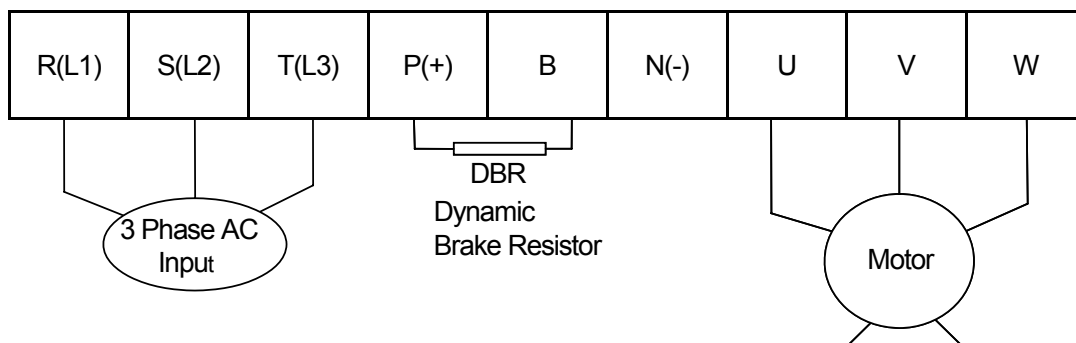 R(L1) S(L2) T(L3) P(+) B N(-) U V W
DBR
Dynamic
Brake Resistor
3 Phase AC
Input
Motor